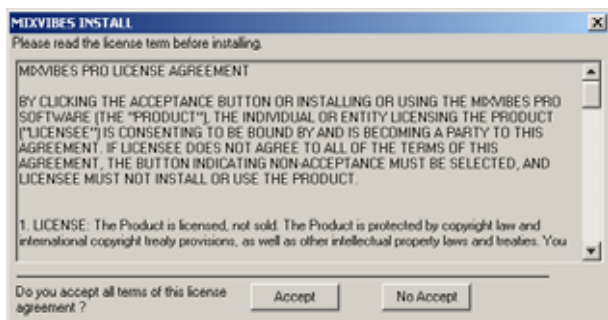 MIXVIBES INSTALL
Please read the license term before installing.
MIXVIBES PRO LICENSE AGREEMENT
BY CLICKING THE ACCEPTANCE BUTTON OR INSTALLING OR USING THE MIXVIBES PRO
SOFTWARE (THE "PRODUCT"), THE INDIVIDUAL OR ENTITY LICENSING THE PRODUCT
("LICENSEE") IS CONSENTING TO BE BOUND BY AND IS BECOMING A PARTY TO THIS
AGREEMENT. IF LICENSEE DOES NOT AGREE TO ALL OF THE TERMS OF THIS
AGREEMENT, THE BUTTON INDICATING NON-ACCEPTANCE MUST BE SELECTED, AND
LICENSEE MUST NOT INSTALL OR USE THE PRODUCT.
1. LICENSE: The Product is licensed, not sold. The Product is protected by copyright law and
international copyright treaty provisions, as well as other intellectual property laws and treaties. You
Do you accept all terms of this license
agreement ?
Accept
No Accept